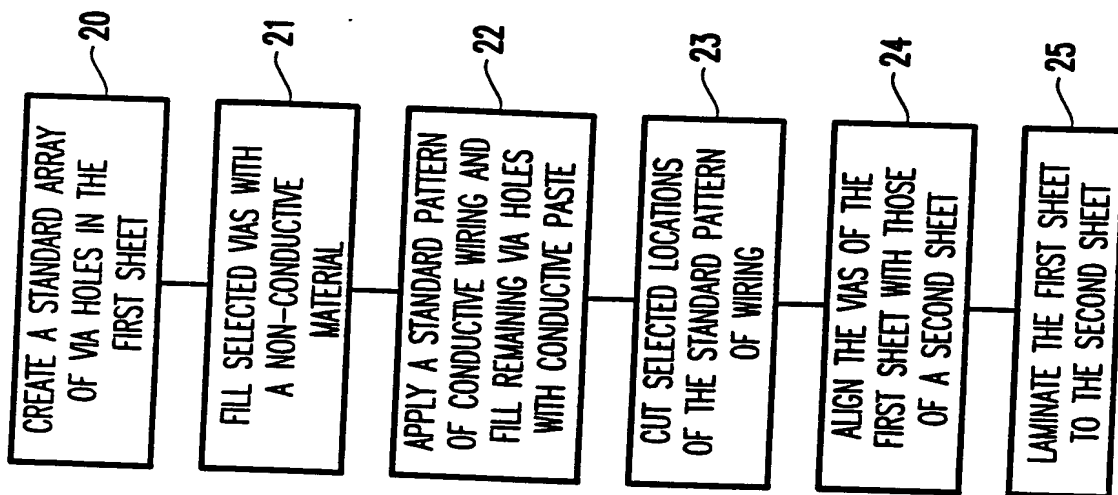 CREATE A STANDARD ARRAY
OF VIA HOLES IN THE
FIRST SHEET
20
FILL SELECTED VIAS WITH
A NON-CONDUCTIVE
MATERIAL
21
APPLY A STANDARD PATTERN
OF CONDUCTIVE WIRING AND
FILL REMAINING VIA HOLES
WITH CONDUCTIVE PASTE
22
CUT SELECTED LOCATIONS
OF THE STANDARD PATTERN
OF WIRING
23
ALIGN THE VIAS OF THE
FIRST SHEET WITH THOSE
OF A SECOND SHEET
24
LAMINATE THE FIRST SHEET
TO THE SECOND SHEET
25